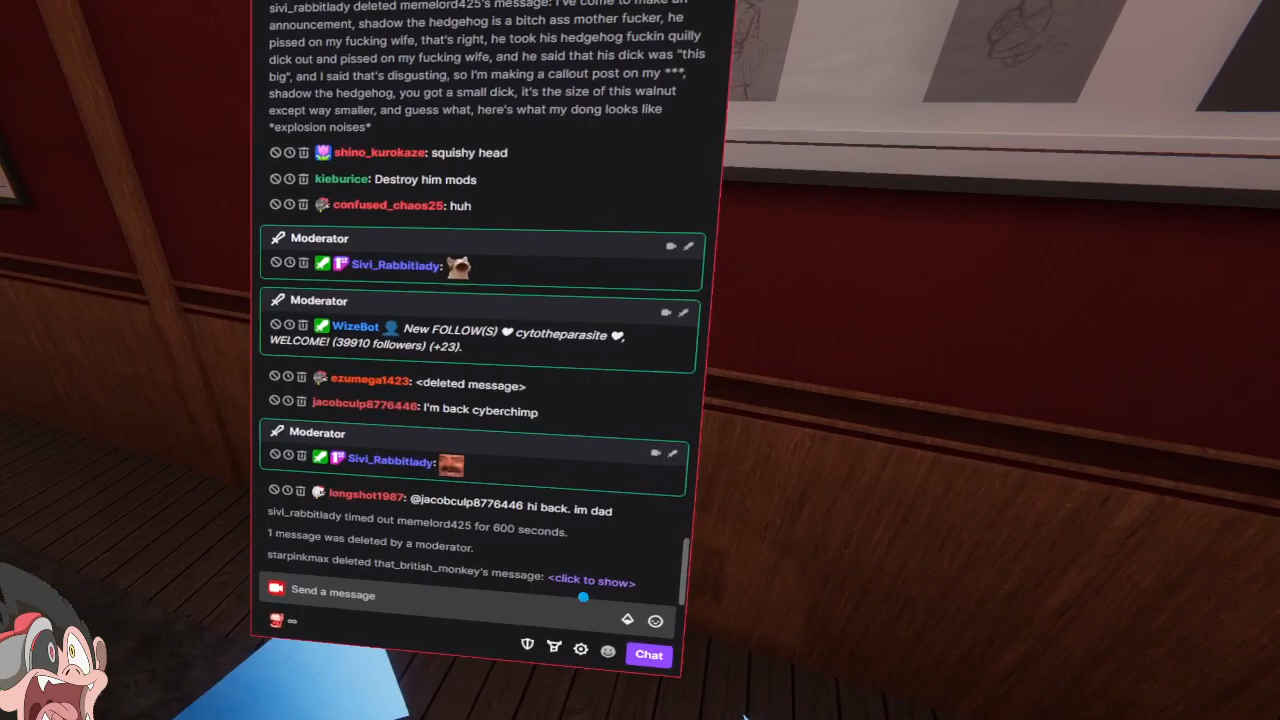 sivi_rabbitlady deleted memelord425's message: I've come to make an
announcement, shadow the hedgehog is a bitch ass mother fucker, he
pissed on my fucking wife, that's right, he took his hedgehog fuckin quilly
dick out and pissed on my fucking wife, and he said that his dick was "this
big", and I said that's disgusting, so I'm making a callout post on my ***,
shadow the hedgehog, you got a small dick, it's the size of this walnut
except way smaller, and guess what, here's what my dong looks like
*explosion noises*
shino_kurokaze: squishy head
kieburice: Destroy him mods
confused_chaos25: huh
Moderator
Sivi_Rabbitlady:
Moderator
WizeBot New FOLLOW(S) cytotheparasite ,
WELCOME! (39910 followers) (+23).
ezumega1423: <deleted message>
jacobculp8776446: I'm back cyberchimp
Moderator
Sivi_Rabbitlady:
longshot1987: @jacobculp8776446 hi back. im dad
sivi_rabbitlady timed out memelord425 for 600 seconds.
1 message was deleted by a moderator.
starpinkmax deleted that_british_monkey's message: <click to show>
Send a message
∞
Chat